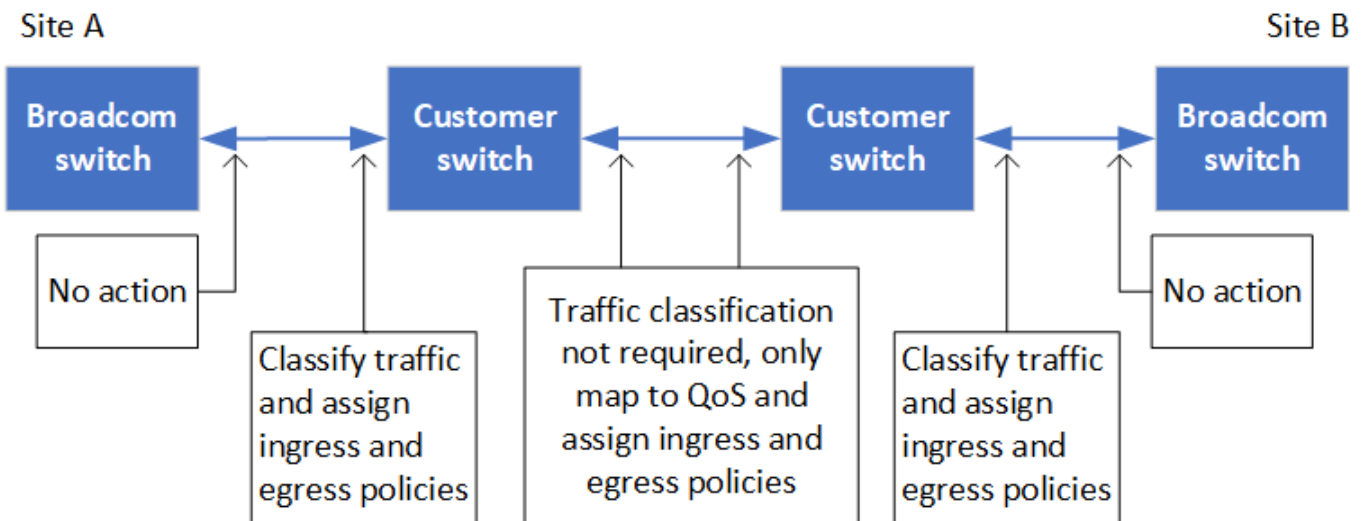 Site A
Site B
Broadcom
switch
Customer
switch
Customer
switch
Broadcom
switch
No action
Classify traffic
and assign
ingress and
egress policies
Traffic classification
not required, only
map to QoS and
assign ingress and
egress policies
Classify traffic
and assign
ingress and
egress policies
No action